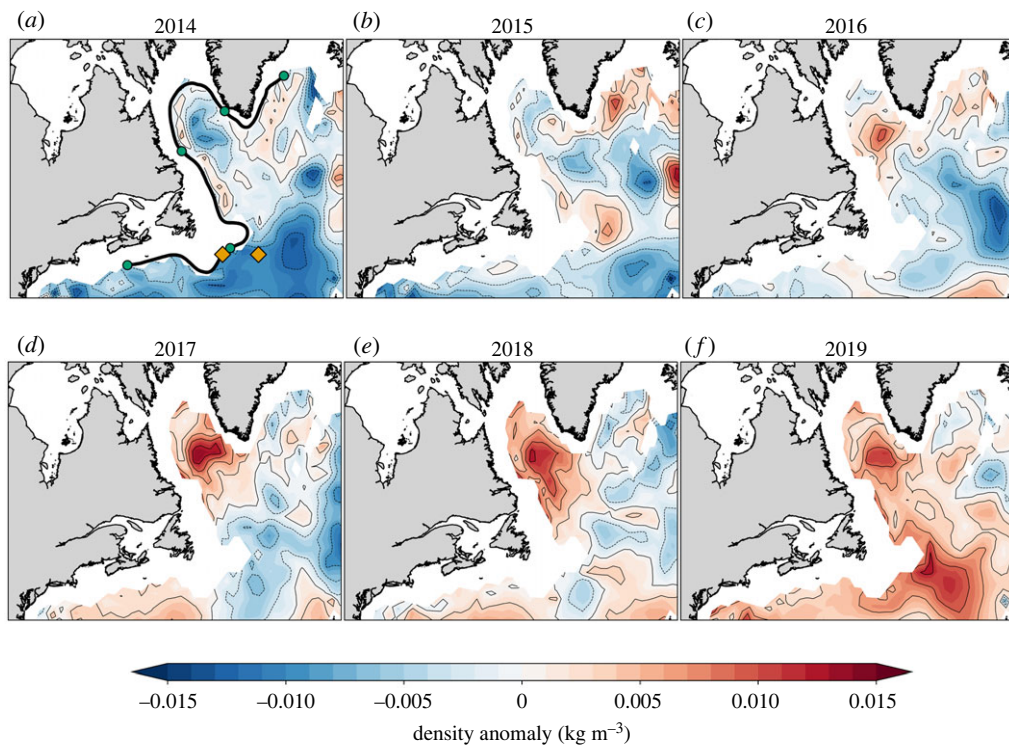 (a) 2014
(b) 2015
(c) 2016
(d) 2017
(e) 2018
(f) 2019
–0.015 –0.010 –0.005 0 0.005 0.010 0.015
density anomaly (kg m⁻³)